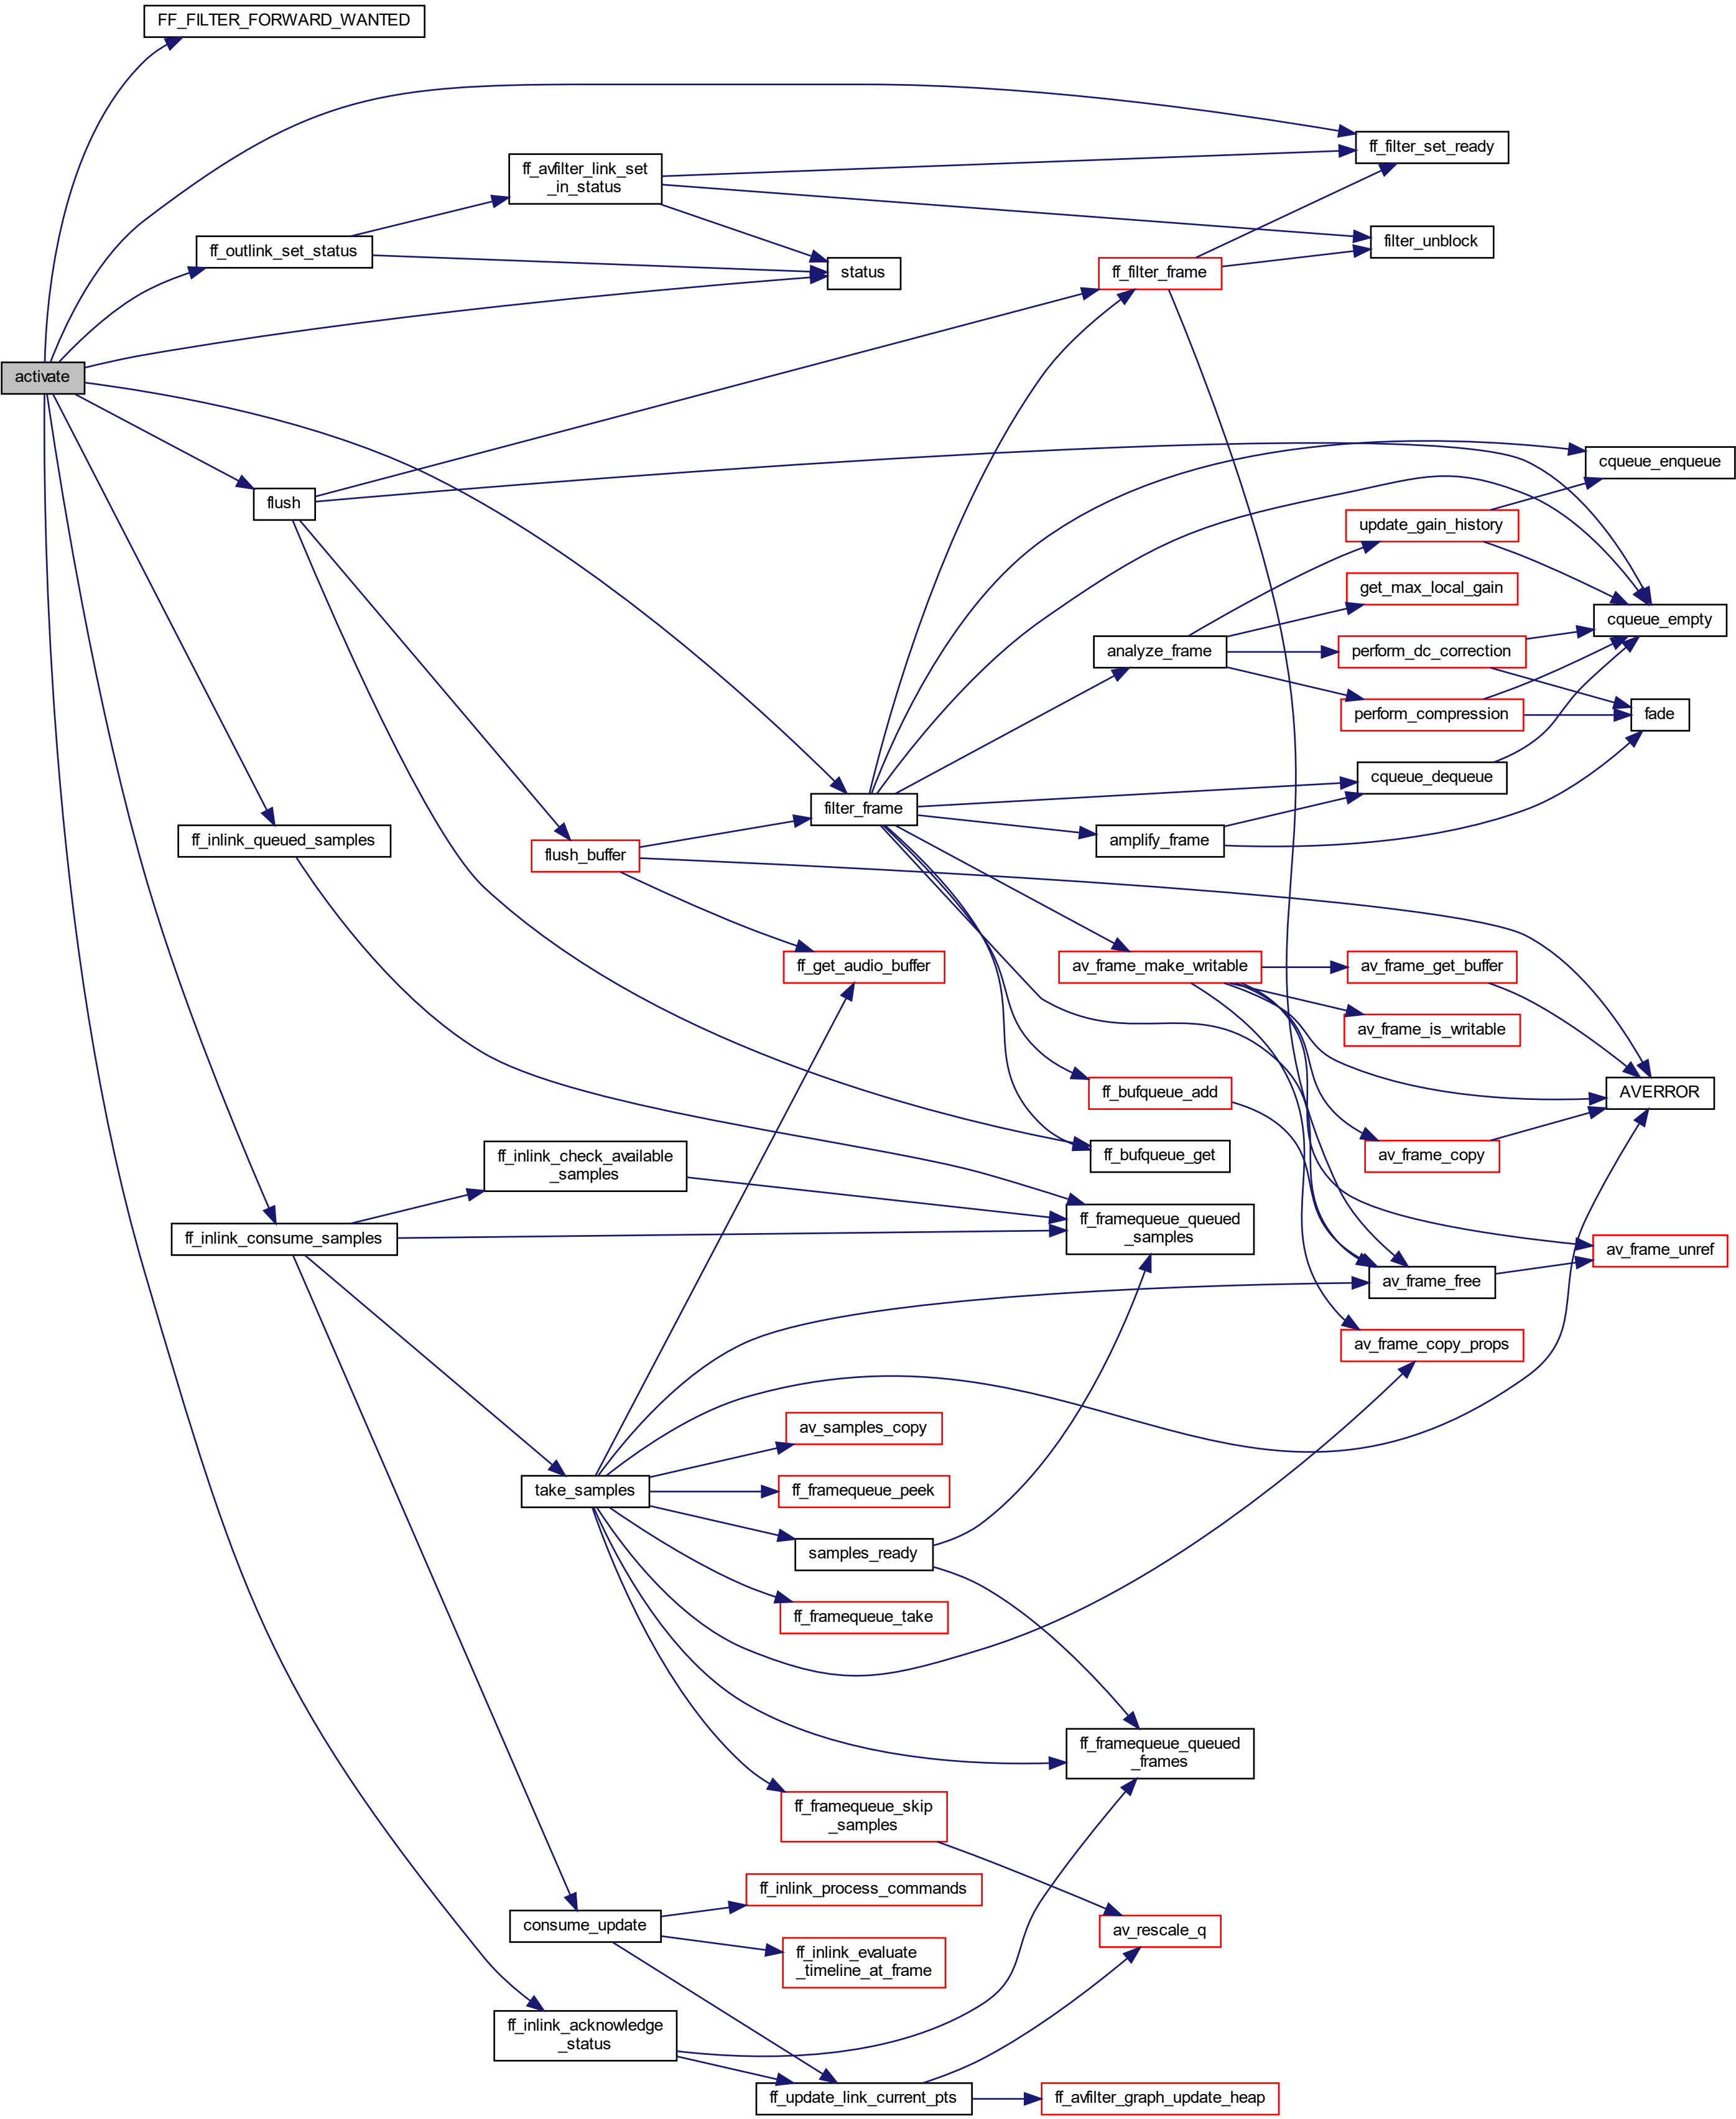 FF_FILTER_FORWARD_WANTED
ff_filter_set_ready
ff_avfilter_link_set
_in_status
filter_unblock
ff_outlink_set_status
status
ff_filter_frame
activate
cqueue_enqueue
flush
update_gain_history
get_max_local_gain
cqueue_empty
analyze_frame
perform_dc_correction
perform_compression
fade
cqueue_dequeue
filter_frame
amplify_frame
ff_inlink_queued_samples
flush_buffer
ff_get_audio_buffer
av_frame_make_writable
av_frame_get_buffer
av_frame_is_writable
ff_bufqueue_add
AVERROR
av_frame_copy
ff_bufqueue_get
ff_inlink_check_available
_samples
ff_framequeue_queued
_samples
ff_inlink_consume_samples
av_frame_unref
av_frame_free
av_frame_copy_props
av_samples_copy
take_samples
ff_framequeue_peek
samples_ready
ff_framequeue_take
ff_framequeue_queued
_frames
ff_framequeue_skip
_samples
ff_inlink_process_commands
consume_update
av_rescale_q
ff_inlink_evaluate
_timeline_at_frame
ff_inlink_acknowledge
_status
ff_update_link_current_pts
ff_avfilter_graph_update_heap